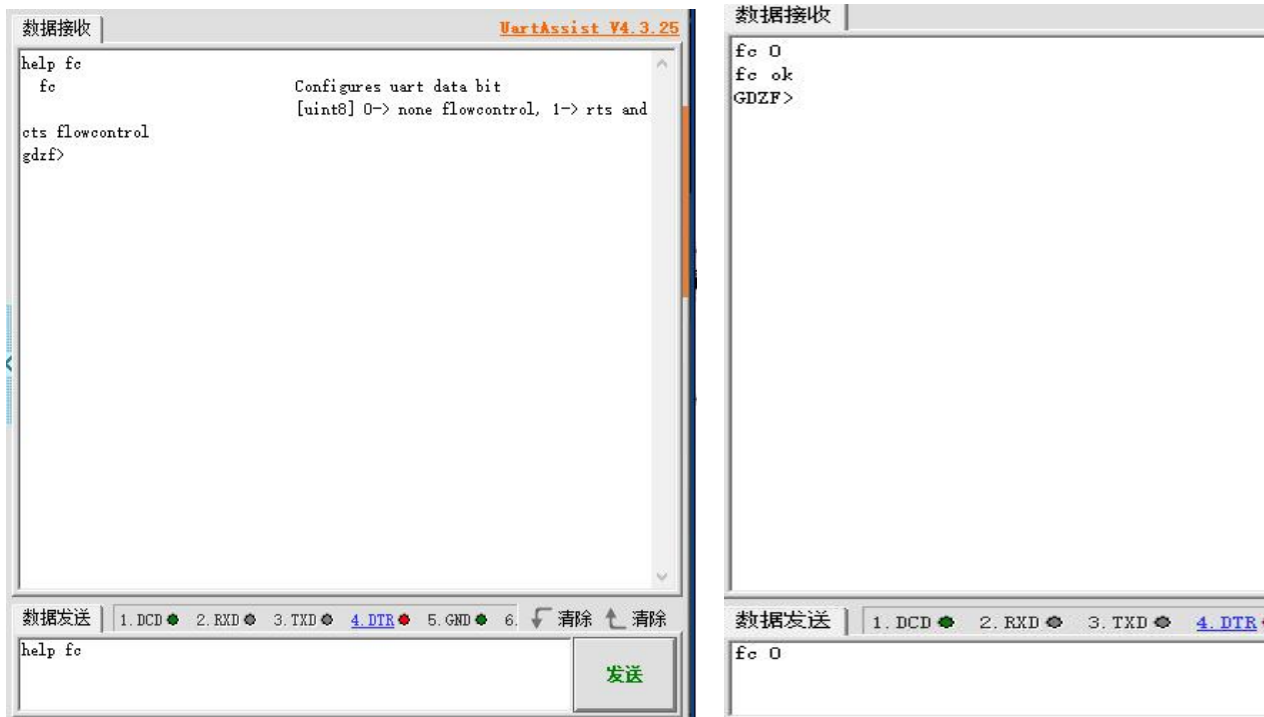 数据接收
UartAssist V4.3.25
help fc
fc Configures uart data bit
[uint8] 0-> none flowcontrol, 1-> rts and
cts flowcontrol
gdzf>
数据发送 1.DCD 2.RXD 3.TXD 4.DTR 5.GND 6. 清除 清除
help fc
发送
数据接收
fc 0
fc ok
GDZF>
数据发送 1.DCD 2.RXD 3.TXD 4.DTR
fc 0